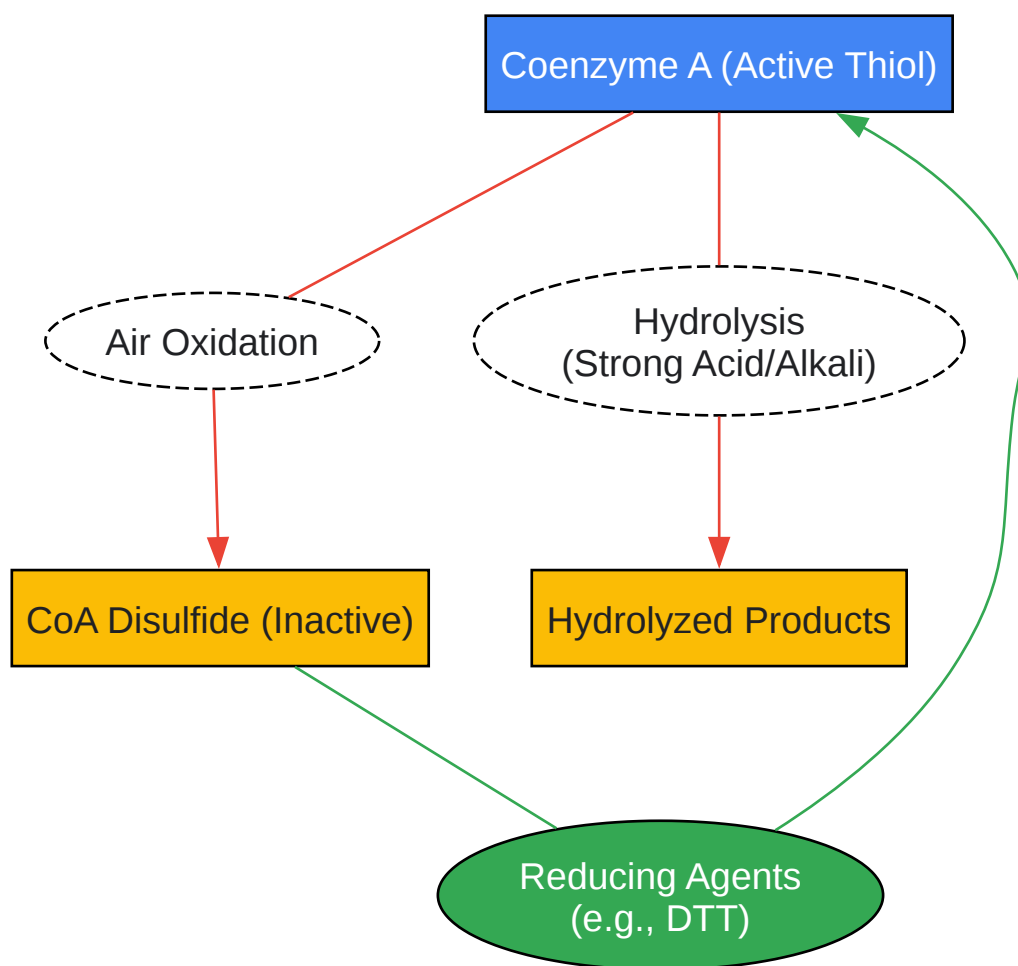 Coenzyme A (Active Thiol)
Air Oxidation
Hydrolysis
(Strong Acid/Alkali)
CoA Disulfide (Inactive)
Hydrolyzed Products
Reducing Agents
(e.g., DTT)